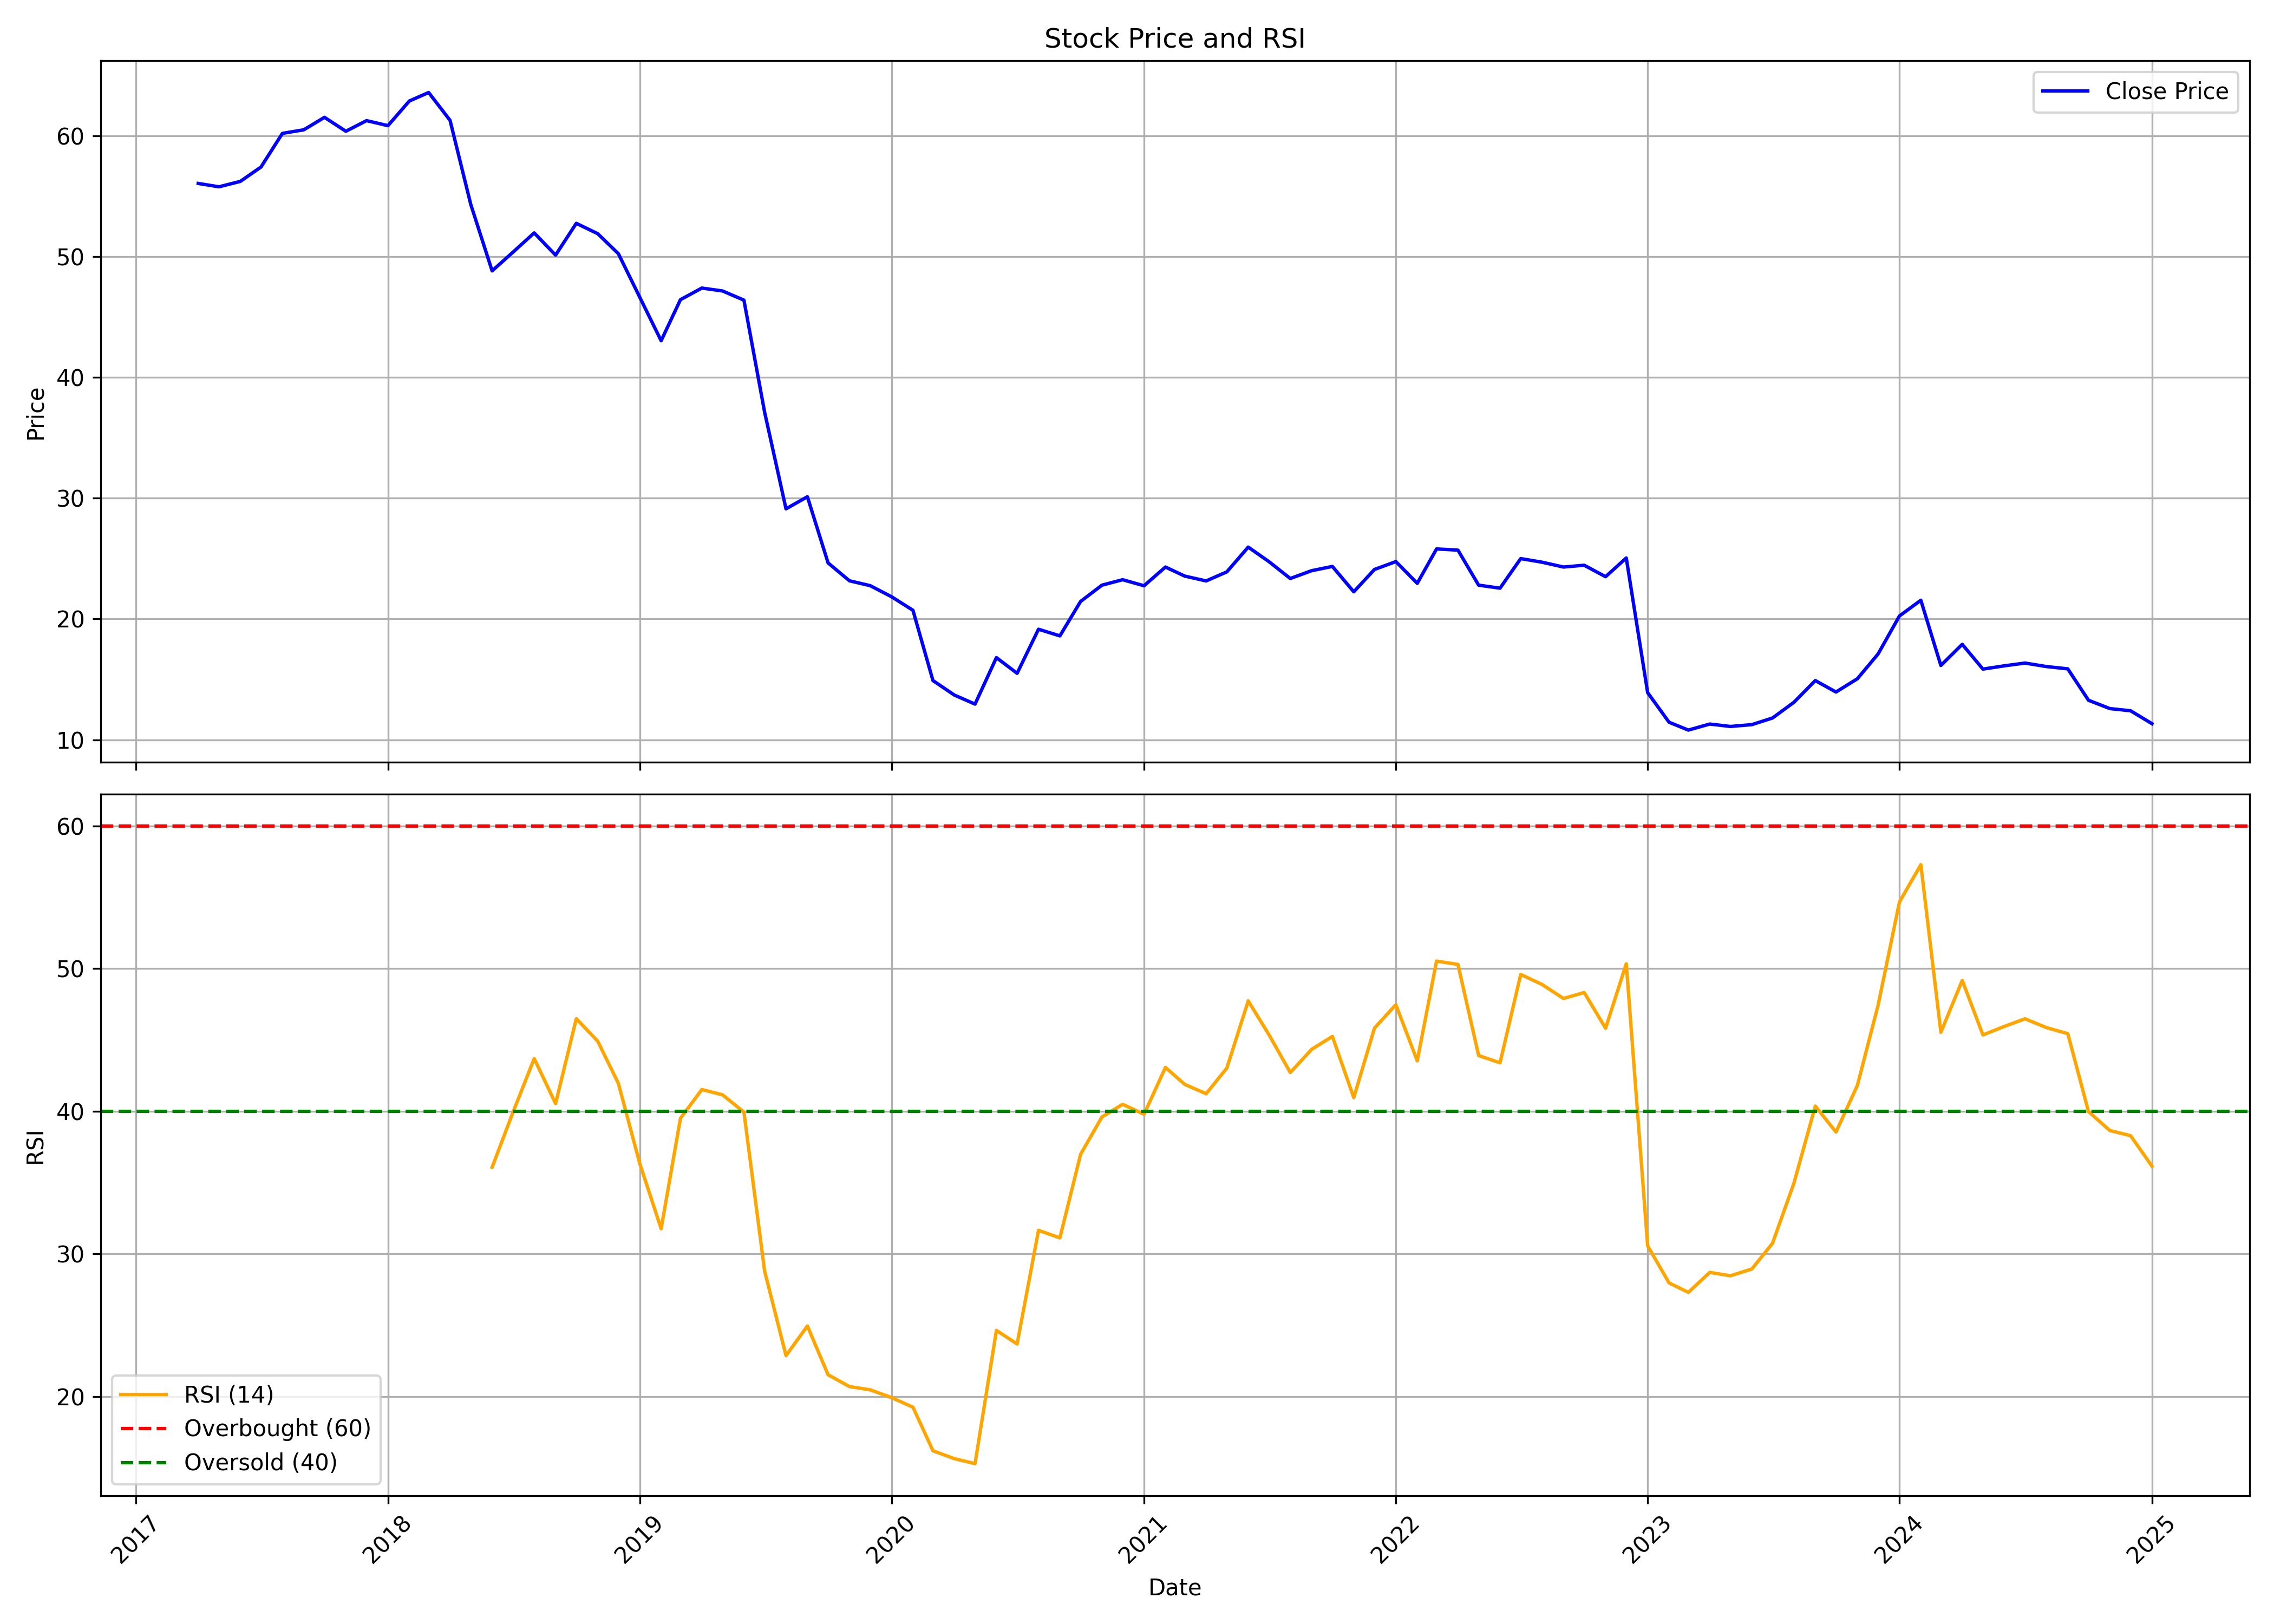 Stock Price and RSI
Close Price
Price
60
50
40
30
20
10
RSI
60
50
40
30
20
RSI (14)
Overbought (60)
Oversold (40)
2017
2018
2019
2020
2021
2022
2023
2024
2025
Date